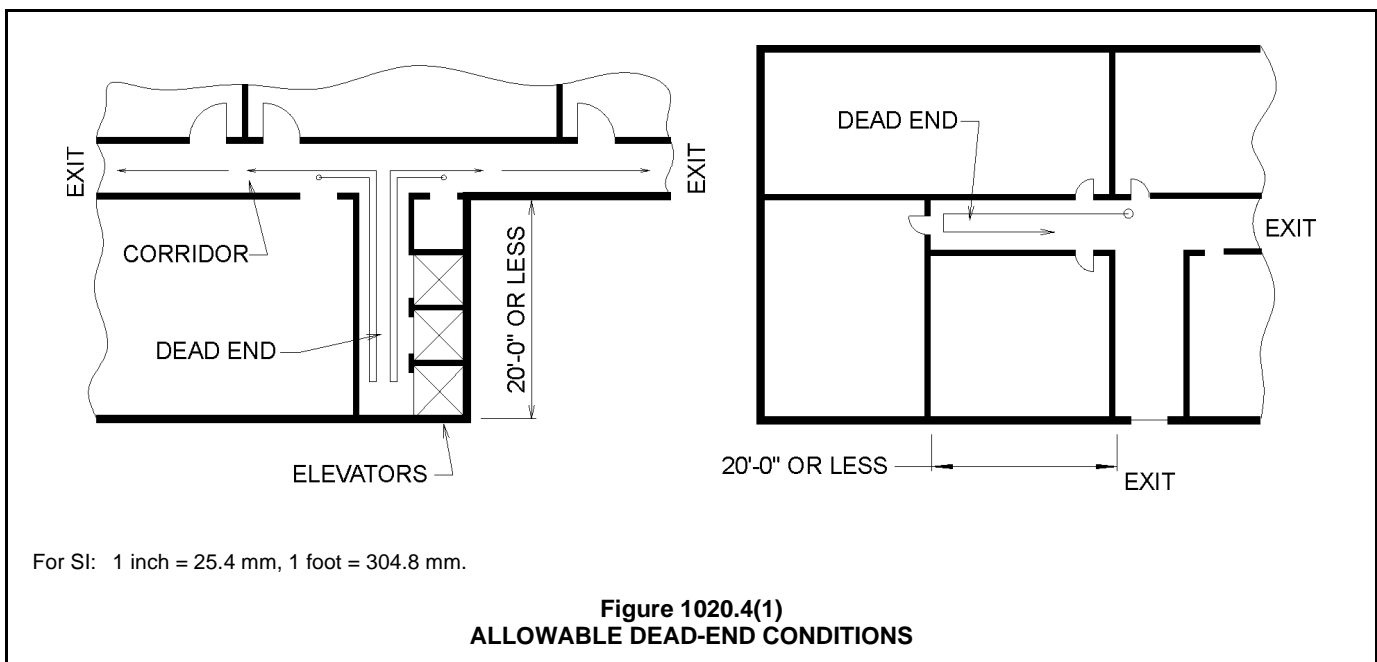 EXIT
EXIT
CORRIDOR
DEAD END
20'-0" OR LESS
ELEVATORS
DEAD END
EXIT
20'-0" OR LESS
EXIT
For SI: 1 inch = 25.4 mm, 1 foot = 304.8 mm.
Figure 1020.4(1)
ALLOWABLE DEAD-END CONDITIONS